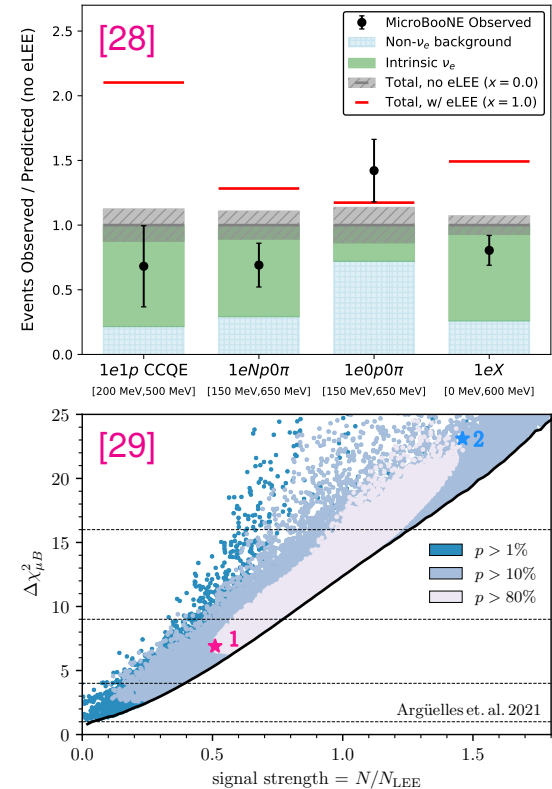 [28]
MicroBooNE Observed
Non-νₑ background
Intrinsic νₑ
Total, no eLEE (x = 0.0)
Total, w/ eLEE (x = 1.0)
Events Observed / Predicted (no eLEE)
2.5
2.0
1.5
1.0
0.5
0.0
1e1p CCQE 1eNp0π 1e0p0π 1eX
[200 MeV,500 MeV] [150 MeV,650 MeV] [150 MeV,650 MeV] [0 MeV,600 MeV]
[29]
25
20
15
10
5
0
Δχ²μB
2
1
p > 1%
p > 10%
p > 80%
Argüelles et. al. 2021
0.0 0.5 1.0 1.5
signal strength = N/N_LEE